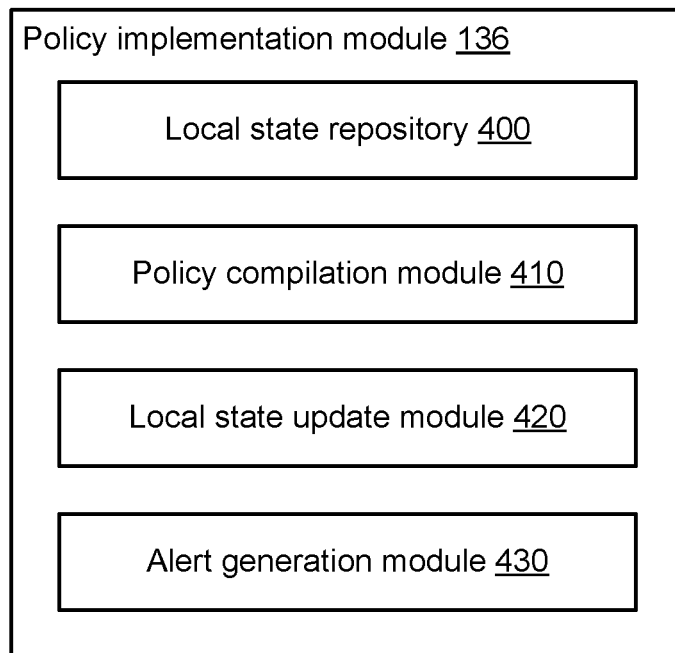 Policy implementation module 136
Local state repository 400
Policy compilation module 410
Local state update module 420
Alert generation module 430